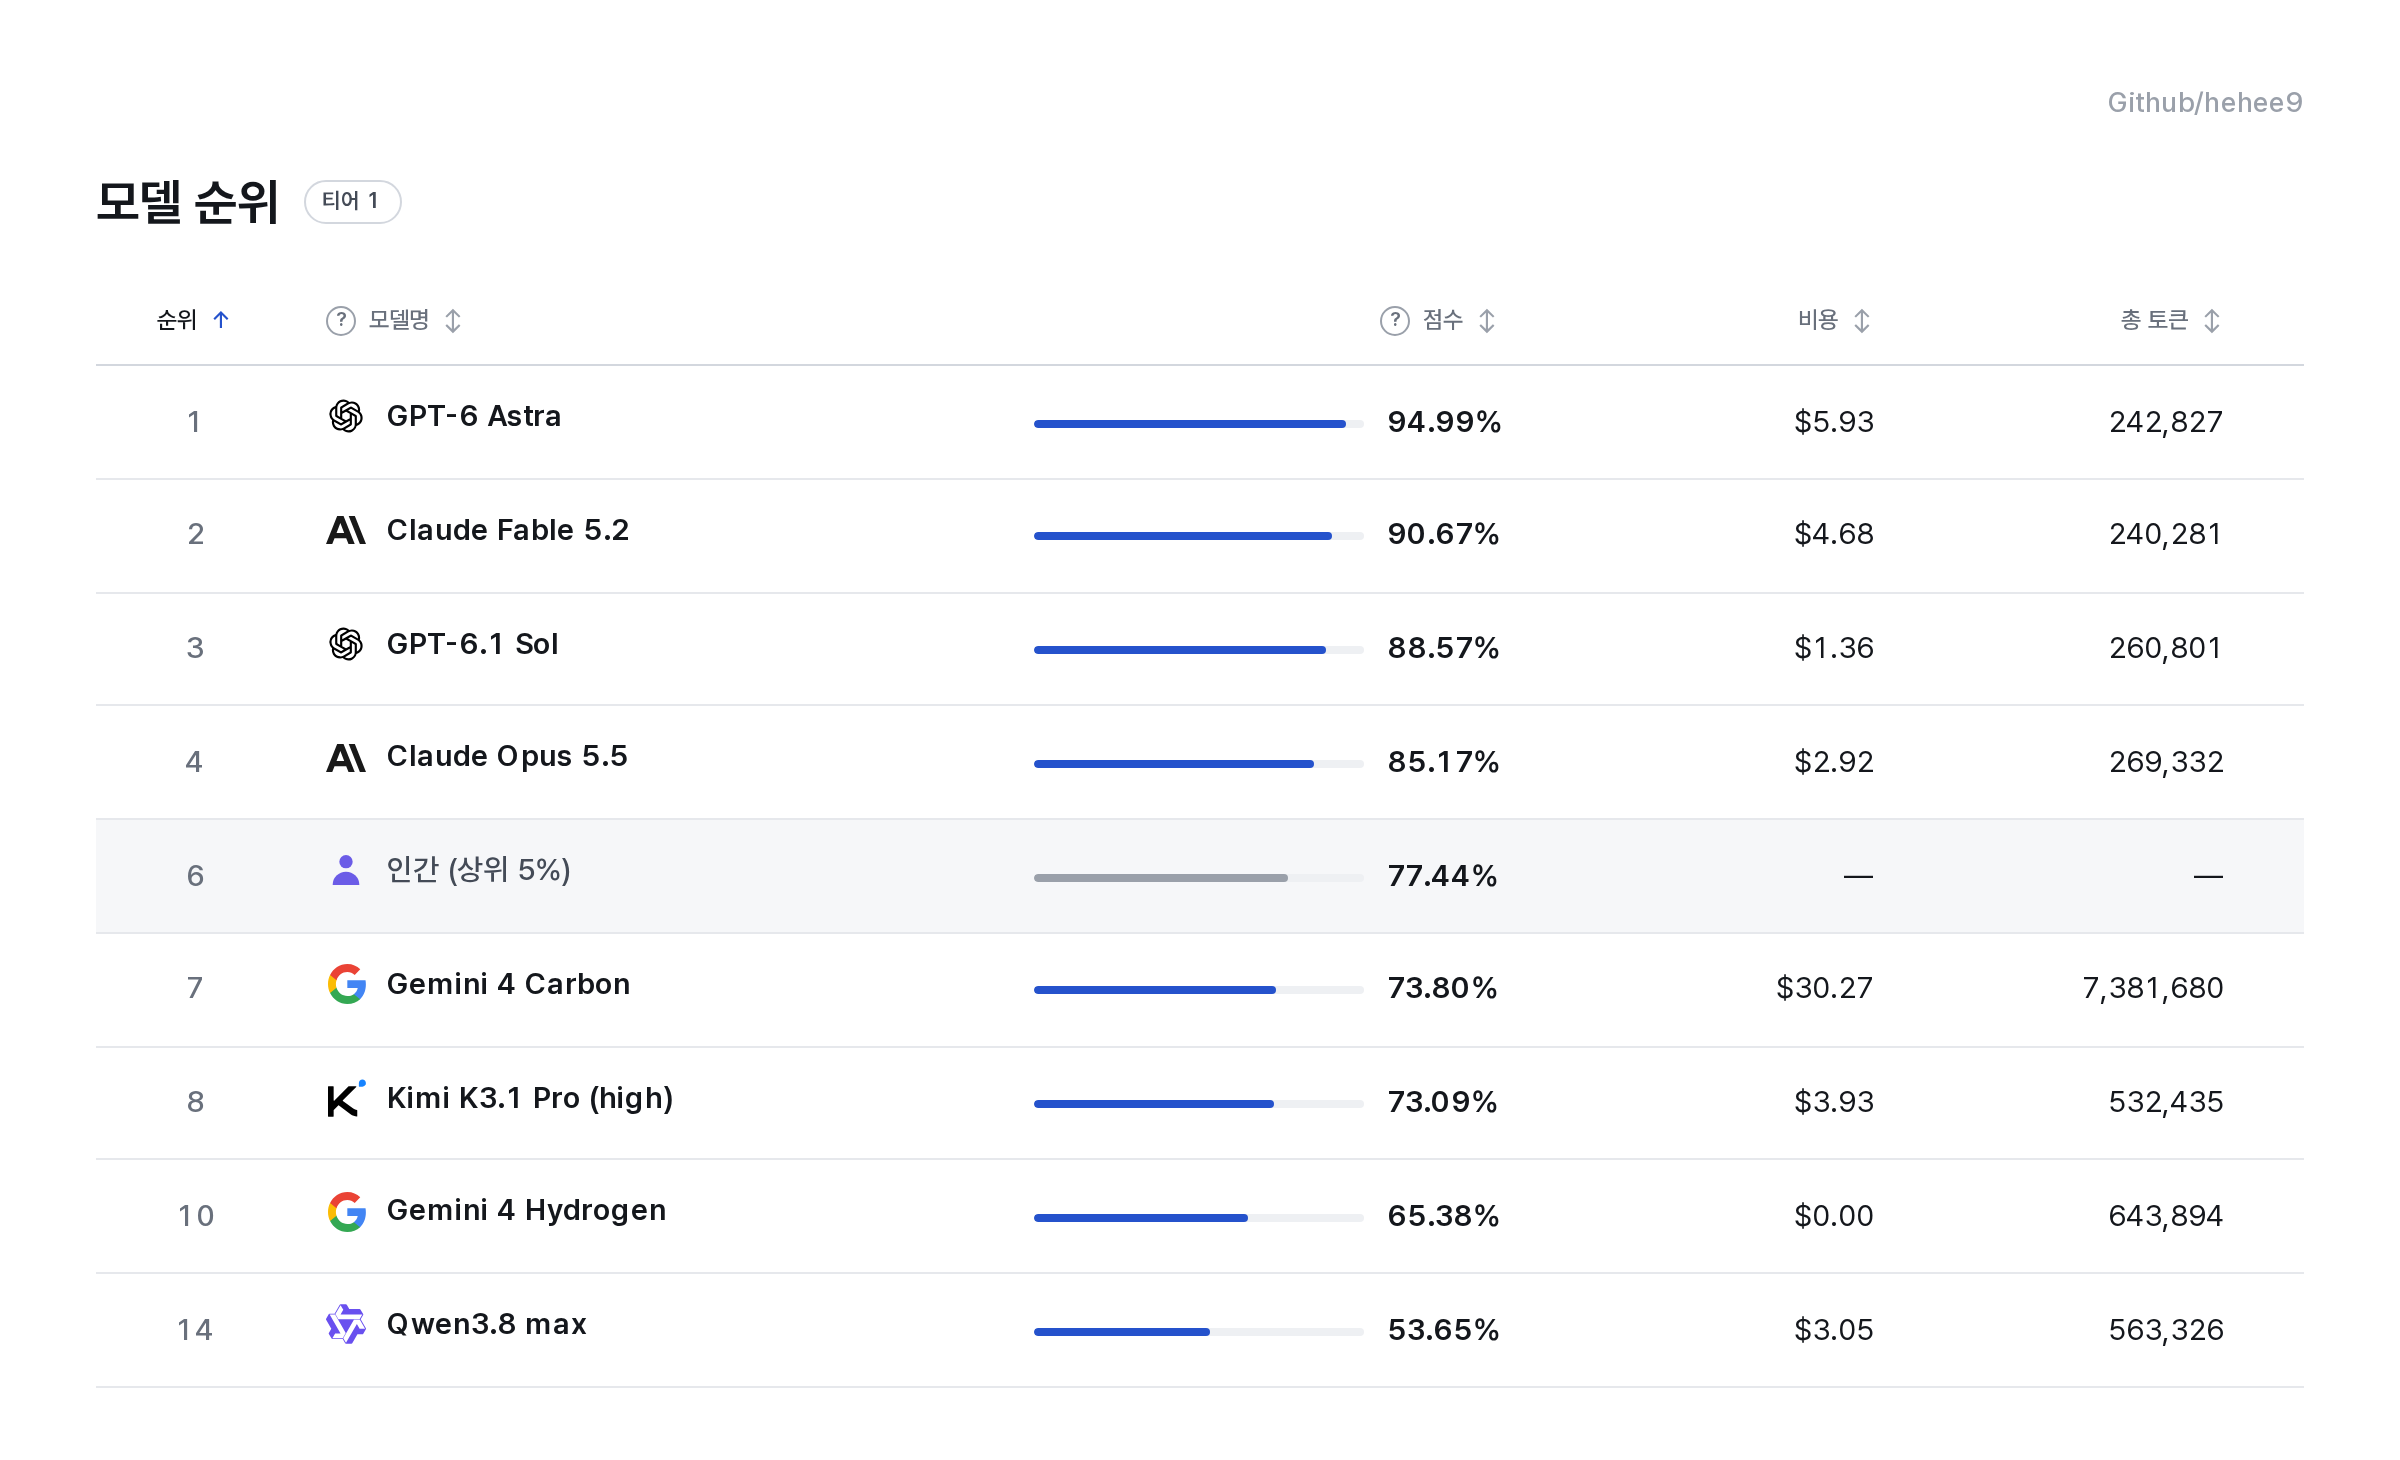 Github/hehee9
모델 순위 티어 1
순위 ↑ ? 모델명 ↕ ? 점수 ↕ 비용 ↕ 총 토큰 ↕
1 GPT-6 Astra 94.99% $5.93 242,827
2 Claude Fable 5.2 90.67% $4.68 240,281
3 GPT-6.1 Sol 88.57% $1.36 260,801
4 Claude Opus 5.5 85.17% $2.92 269,332
6 인간 (상위 5%) 77.44% — —
7 Gemini 4 Carbon 73.80% $30.27 7,381,680
8 Kimi K3.1 Pro (high) 73.09% $3.93 532,435
10 Gemini 4 Hydrogen 65.38% $0.00 643,894
14 Qwen3.8 max 53.65% $3.05 563,326